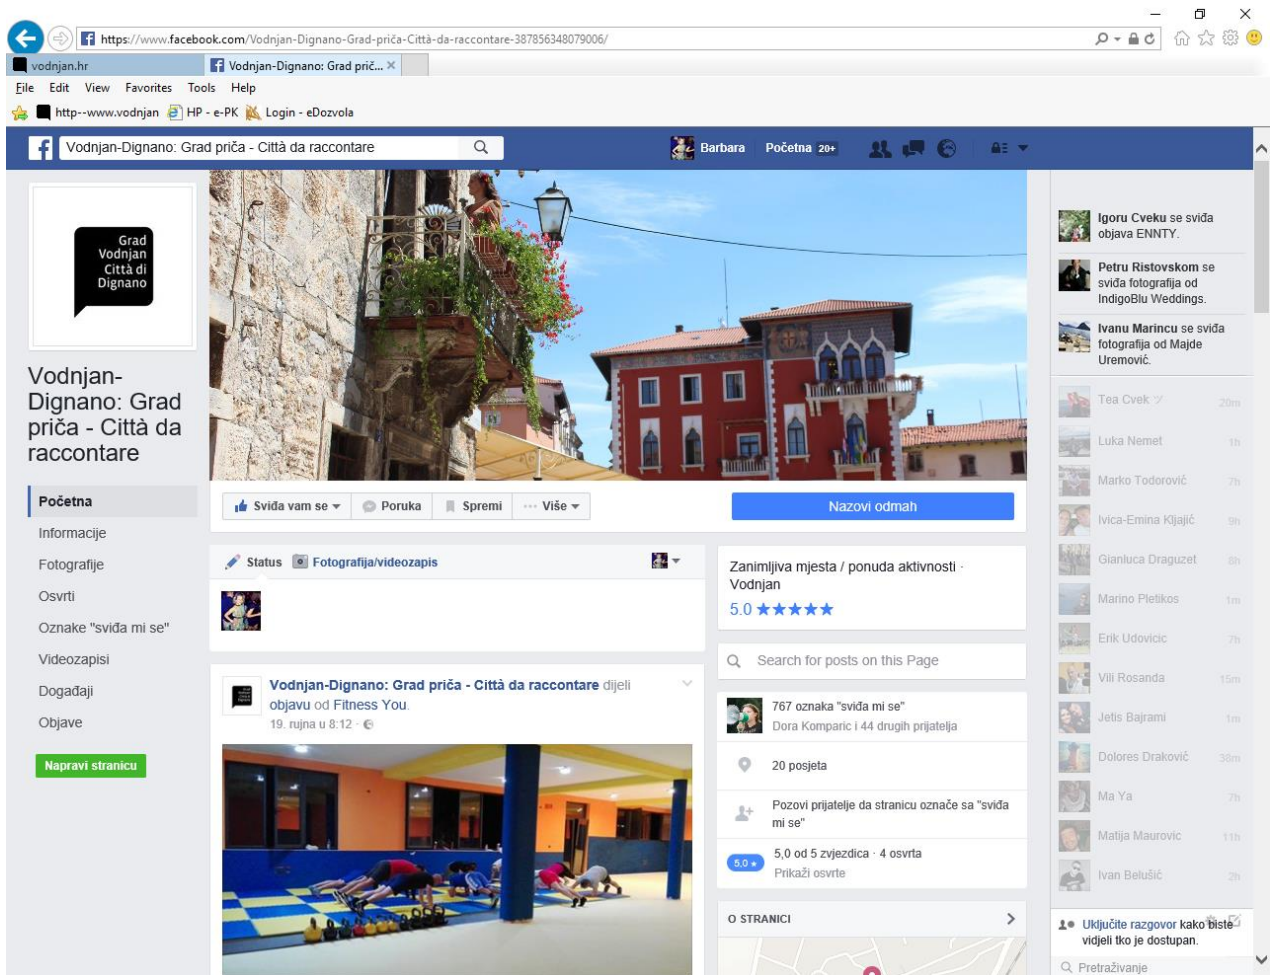 https://www.facebook.com/Vodnjan-Dignano-Grad-priča-Città-da-raccontare-387856348079006/
vodnjan.hr
Vodnjan-Dignano: Grad prič...
File Edit View Favorites Tools Help
http--www.vodnjan HP - e-PK Login - eDozvola
Vodnjan-Dignano: Grad priča - Città da raccontare
Barbara Početna 20+
Grad
Vodnjan
Città di
Dignano
Vodnjan-
Dignano: Grad
priča - Città da
raccontare
Početna
Informacije
Fotografije
Osvrti
Oznake "sviđa mi se"
Videozapisi
Događaji
Objave
Napravi stranicu
Sviđa vam se Poruka Spremi Više
Nazovi odmah
Status Fotografija/videozapis
Vodnjan-Dignano: Grad priča - Città da raccontare dijeli
objavu od Fitness You.
19. rujna u 8:12 ·
Zanimljiva mjesta / ponuda aktivnosti ·
Vodnjan
5.0 ★★★★★
Search for posts on this Page
767 oznaka "sviđa mi se"
Dora Komparic i 44 drugih prijatelja
20 posjeta
Pozovi prijatelje da stranicu označe sa "sviđa
mi se"
5,0 ★
5,0 od 5 zvjezdica · 4 osvrta
Prikaži osvrte
O STRANICI
Igoru Cveku se sviđa
objava ENNTY.
Petru Ristovskom se
sviđa fotografija od
IndigoBlu Weddings.
Ivanu Marincu se sviđa
fotografija od Majde
Uremović.
Tea Cvek ツ 20m
Luka Nemet 1h
Marko Todorović 7h
Ivica-Emina Kljajić 9h
Gianluca Draguzet 8h
Marino Pletikos 1m
Erik Udovicic 7h
Vili Rosanda 15m
Jetis Bajrami 1m
Dolores Draković 38m
Ma Ya 7h
Matija Maurovic 11h
Ivan Belušić 2h
Uključite razgovor kako biste
vidjeli tko je dostupan.
Pretraživanje